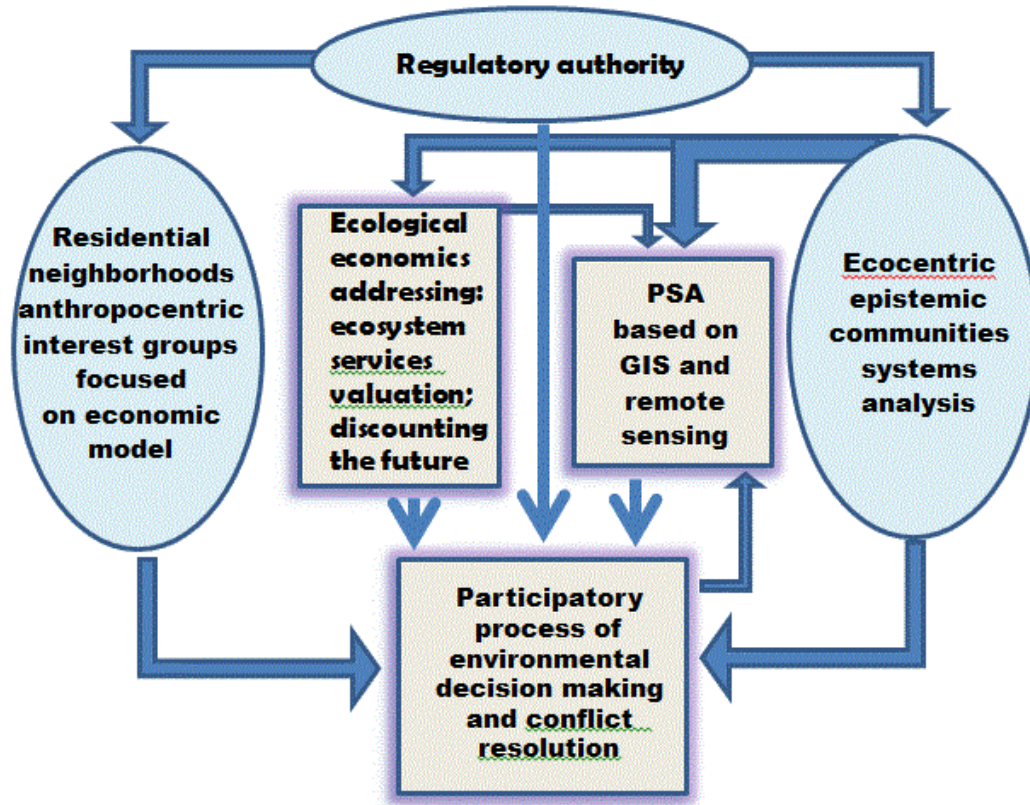 Regulatory authority
Residential
neighborhoods
anthropocentric
interest groups
focused
on economic
model
Ecological
economics
addressing:
ecosystem
services
valuation;
discounting
the future
PSA
based on
GIS and
remote
sensing
Ecocentric
epistemic
communities
systems
analysis
Participatory
process of
environmental
decision making
and conflict
resolution